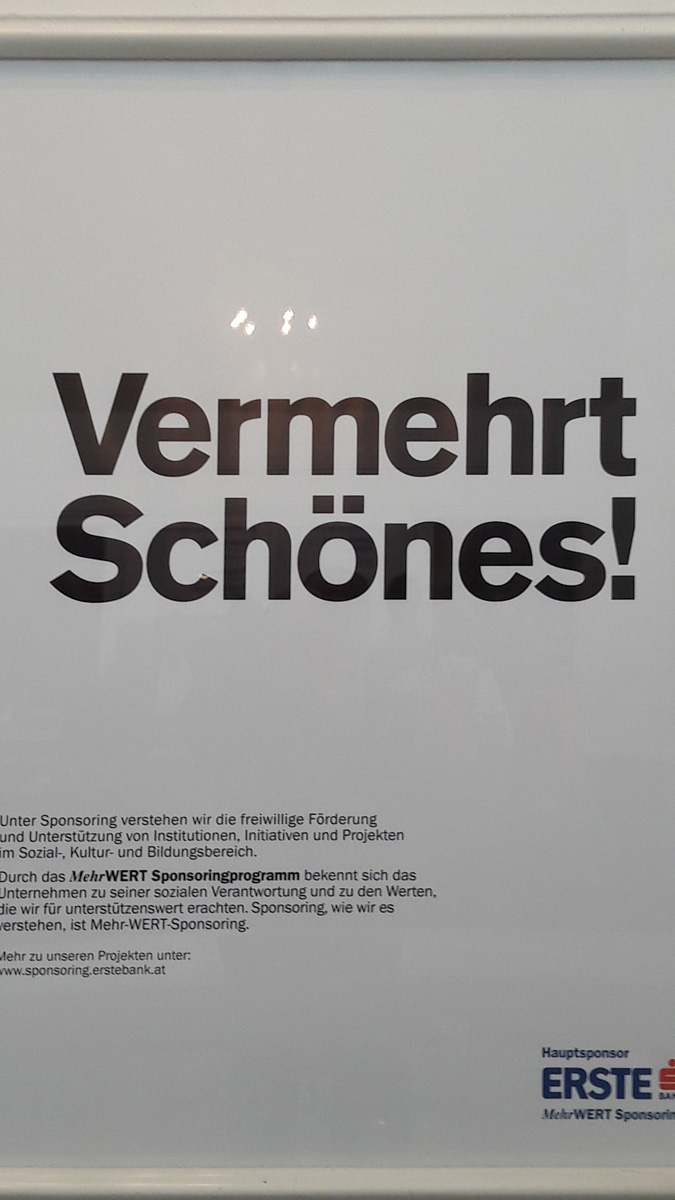 Vermehrt
Schönes!
Unter Sponsoring verstehen wir die freiwillige Förderung
und Unterstützung von Institutionen, Initiativen und Projekten
im Sozial-, Kultur- und Bildungsbereich.
Durch das MehrWERT Sponsoringprogramm bekennt sich das
Unternehmen zu seiner sozialen Verantwortung und zu den Werten,
die wir für unterstützenswert erachten. Sponsoring, wie wir es
verstehen, ist Mehr-WERT-Sponsoring.
Mehr zu unseren Projekten unter:
www.sponsoring.erstebank.at
Hauptsponsor
ERSTE
MehrWERT Sponsorin